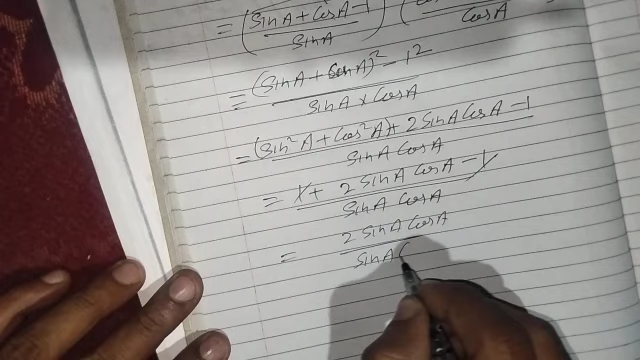 = (sinA + CosA - 1 / sinA) ( / CosA
= (sinA + CosA)² - 1² / sinA × CosA
= (sin²A + Cos²A) + 2 sinA CosA - 1 / sinA CosA
= 1 + 2 sinA CosA - 1 / sinA CosA
= 2 sinA CosA / sinA C